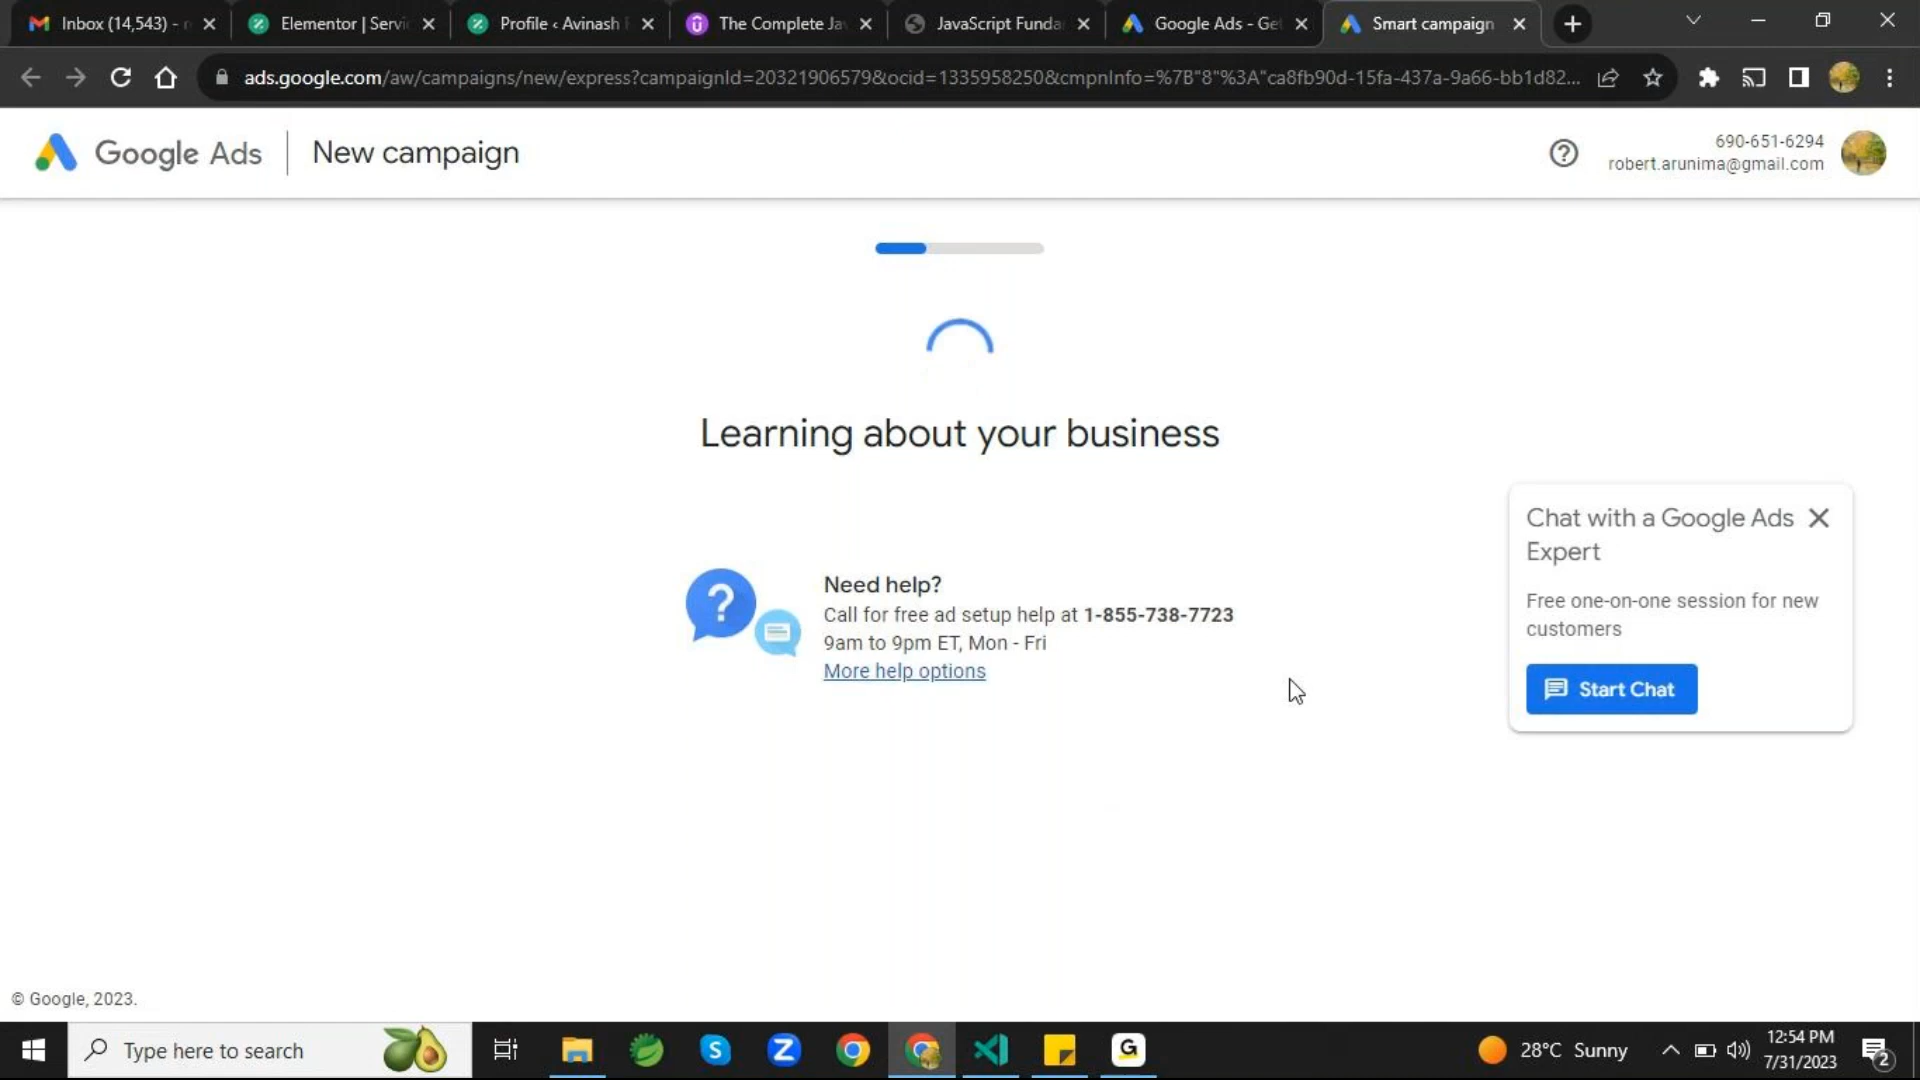 Inbox (14,543) -
Elementor | Servi
Profile ‹ Avinash
The Complete Ja
JavaScript Funda
Google Ads - Get
Smart campaign
ads.google.com/aw/campaigns/new/express?campaignId=20321906579&ocid=1335958250&cmpnInfo=%7B"8"%3A"ca8fb90d-15fa-437a-9a66-bb1d82...
Google Ads
New campaign
690-651-6294
robert.arunima@gmail.com
Learning about your business
Need help?
Call for free ad setup help at 1-855-738-7723
9am to 9pm ET, Mon - Fri
More help options
Chat with a Google Ads
Expert
Free one-on-one session for new
customers
Start Chat
© Google, 2023.
Type here to search
28°C Sunny
12:54 PM
7/31/2023
2